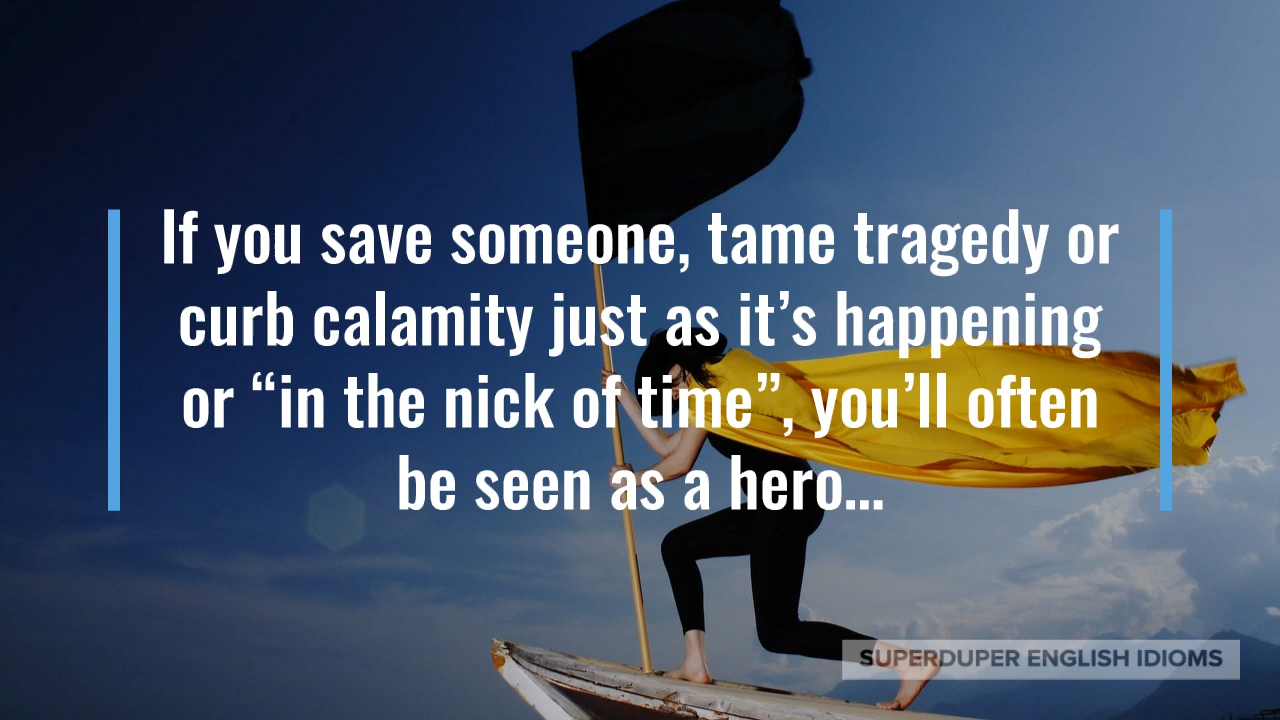 If you save someone, tame tragedy or
curb calamity just as it’s happening
or “in the nick of time”, you’ll often
be seen as a hero...
SUPERDUPER ENGLISH IDIOMS